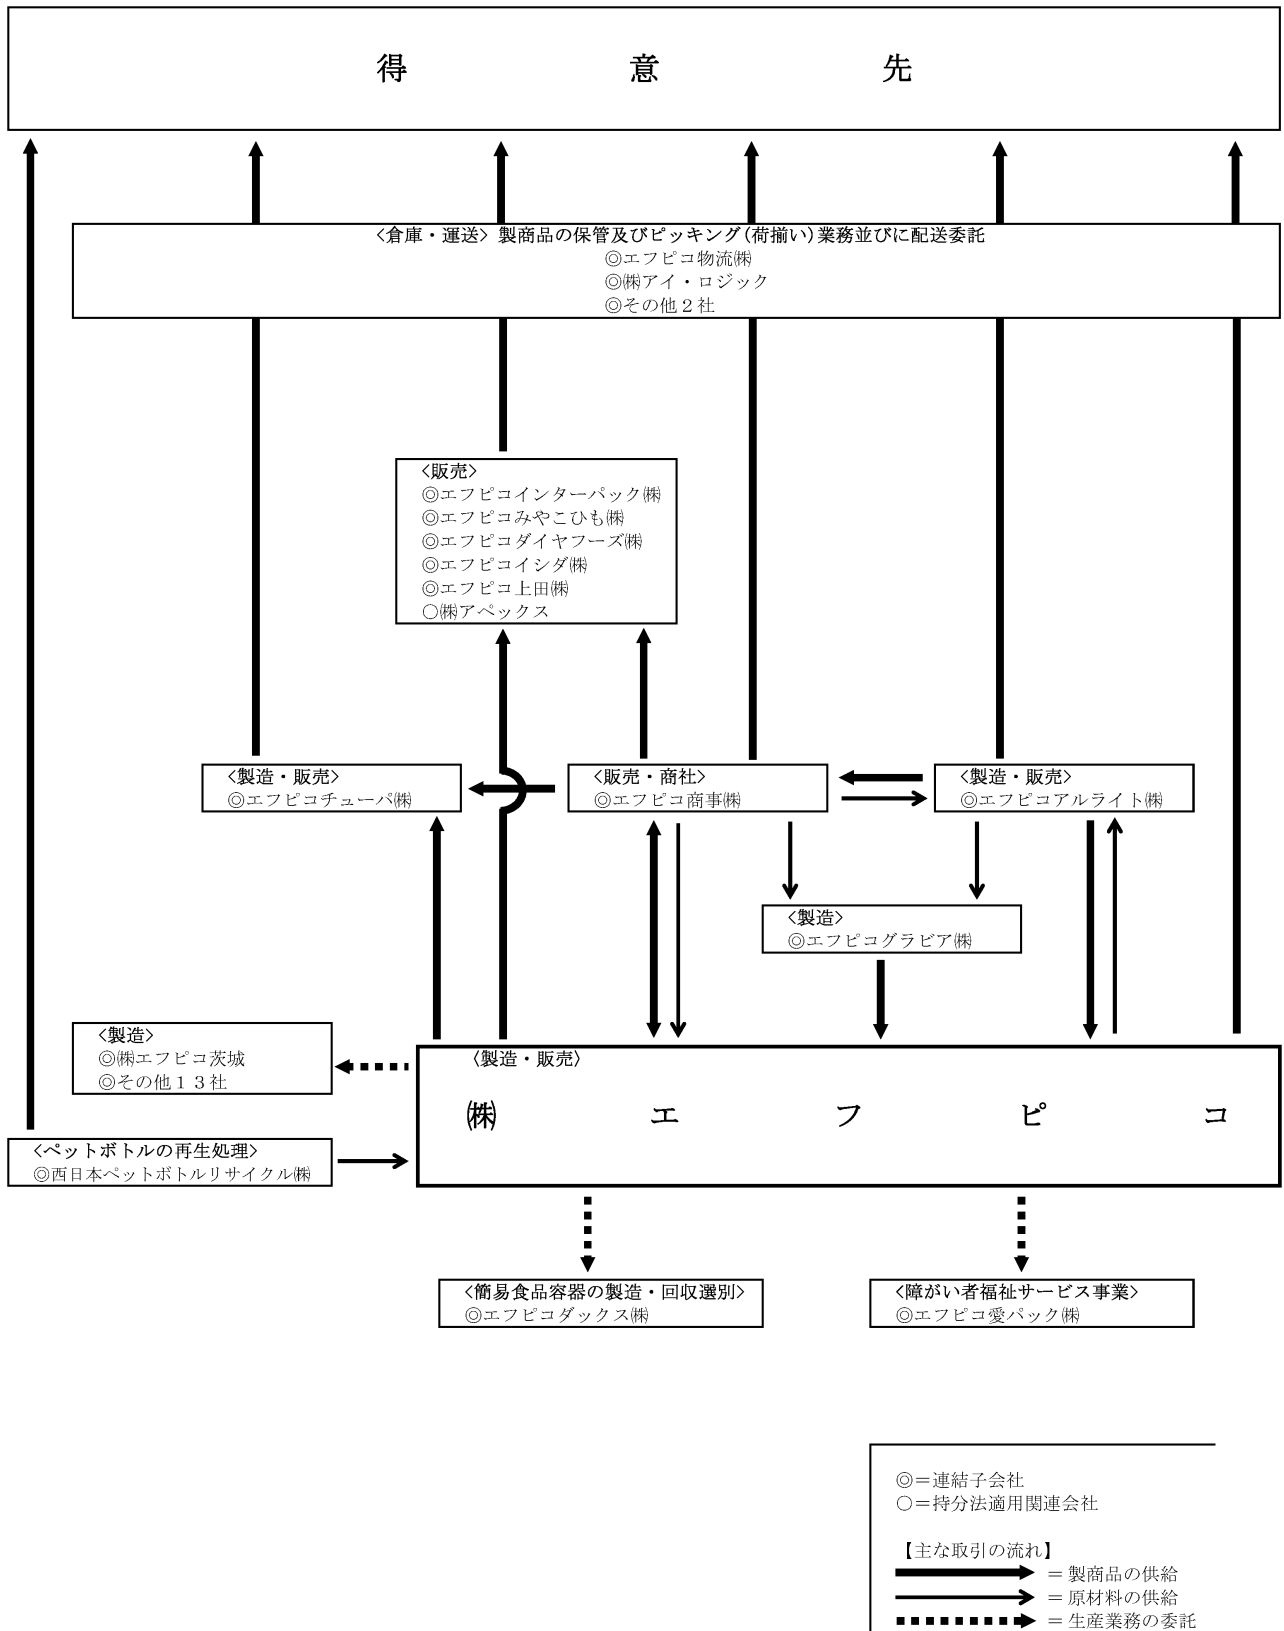 得意先
<倉庫・運送> 製商品の保管及びピッキング(荷揃い)業務並びに配送委託
◎エフピコ物流㈱
◎㈱アイ・ロジック
◎その他２社
<販売>
◎エフピコインターパック㈱
◎エフピコみやこひも㈱
◎エフピコダイヤフーズ㈱
◎エフピコイシダ㈱
◎エフピコ上田㈱
○㈱アペックス
<製造・販売>
◎エフピコチューパ㈱
<販売・商社>
◎エフピコ商事㈱
<製造・販売>
◎エフピコアルライト㈱
<製造>
◎エフピコグラビア㈱
<製造>
◎㈱エフピコ茨城
◎その他１３社
<製造・販売>
㈱エフピコ
<ペットボトルの再生処理>
◎西日本ペットボトルリサイクル㈱
<簡易食品容器の製造・回収選別>
◎エフピコダックス㈱
<障がい者福祉サービス事業>
◎エフピコ愛パック㈱
◎＝連結子会社
○＝持分法適用関連会社
【主な取引の流れ】
＝製商品の供給
＝原材料の供給
＝生産業務の委託